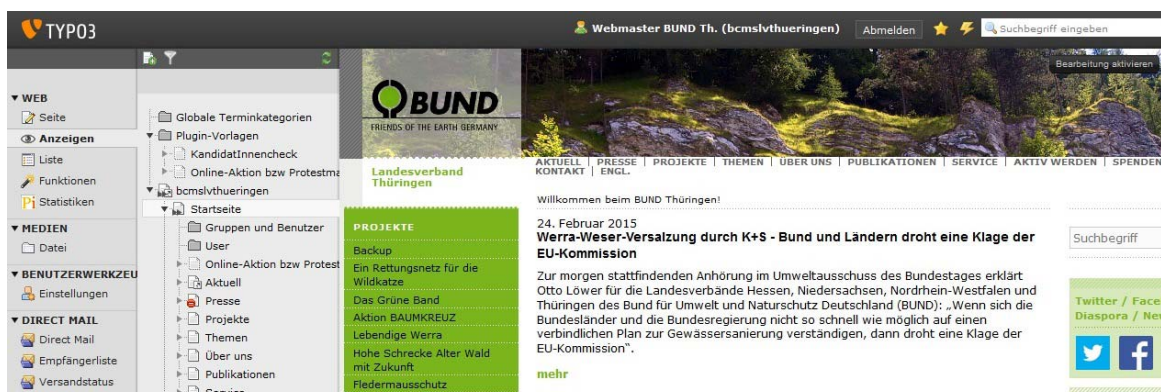 TYPO3
Webmaster BUND Th. (bcmslvthueringen)
Abmelden
Suchbegriff eingeben
WEB
Seite
Anzeigen
Liste
Funktionen
Statistiken
MEDIEN
Datei
BENUTZERWERKZEU
Einstellungen
DIRECT MAIL
Direct Mail
Empfängerliste
Versandstatus
Globale Terminkategorien
Plugin-Vorlagen
KandidatInnencheck
Online-Aktion bzw Protestma
bcmslvthueringen
Startseite
Gruppen und Benutzer
User
Online-Aktion bzw Protest
Aktuell
Presse
Projekte
Themen
Über uns
Publikationen
Service
BUND
FRIENDS OF THE EARTH GERMANY
Landesverband
Thüringen
PROJEKTE
Backup
Ein Rettungsnetz für die
Wildkatze
Das Grüne Band
Aktion BAUMKREUZ
Lebendige Werra
Hohe Schrecke Alter Wald
mit Zukunft
Fledermausschutz
Bearbeitung aktivieren
AKTUELL | PRESSE | PROJEKTE | THEMEN | ÜBER UNS | PUBLIKATIONEN | SERVICE | AKTIV WERDEN | SPENDEN
KONTAKT | ENGL.
Willkommen beim BUND Thüringen!
24. Februar 2015
Werra-Weser-Versalzung durch K+S - Bund und Ländern droht eine Klage der
EU-Kommission
Zur morgen stattfindenden Anhörung im Umweltausschuss des Bundestages erklärt
Otto Löwer für die Landesverbände Hessen, Niedersachsen, Nordrhein-Westfalen und
Thüringen des Bund für Umwelt und Naturschutz Deutschland (BUND): „Wenn sich die
Bundesländer und die Bundesregierung nicht so schnell wie möglich auf einen
verbindlichen Plan zur Gewässersanierung verständigen, dann droht eine Klage der
EU-Kommission“.
mehr
Suchbegriff
Twitter / Face
Diaspora / Ne